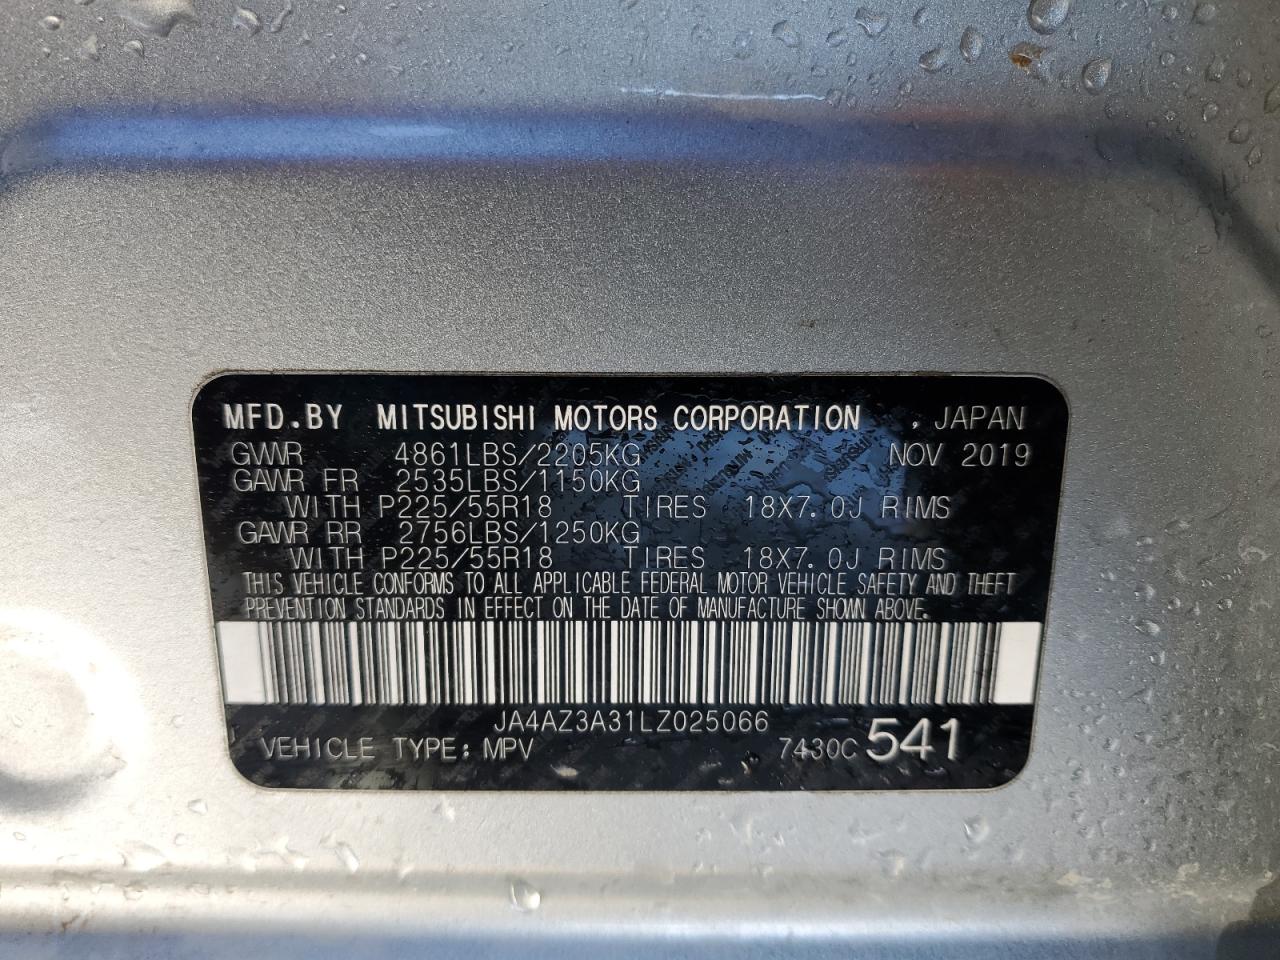 MFD.BY MITSUBISHI MOTORS CORPORATION , JAPAN
GVWR 4861LBS/2205KG NOV 2019
GAWR FR 2535LBS/1150KG
WITH P225/55R18 TIRES 18X7.0J RIMS
GAWR RR 2756LBS/1250KG
WITH P225/55R18 TIRES 18X7.0J RIMS
THIS VEHICLE CONFORMS TO ALL APPLICABLE FEDERAL MOTOR VEHICLE SAFETY AND THEFT
PREVENTION STANDARDS IN EFFECT ON THE DATE OF MANUFACTURE SHOWN ABOVE.
JA4AZ3A31LZ025066
VEHICLE TYPE: MPV 7430C 541